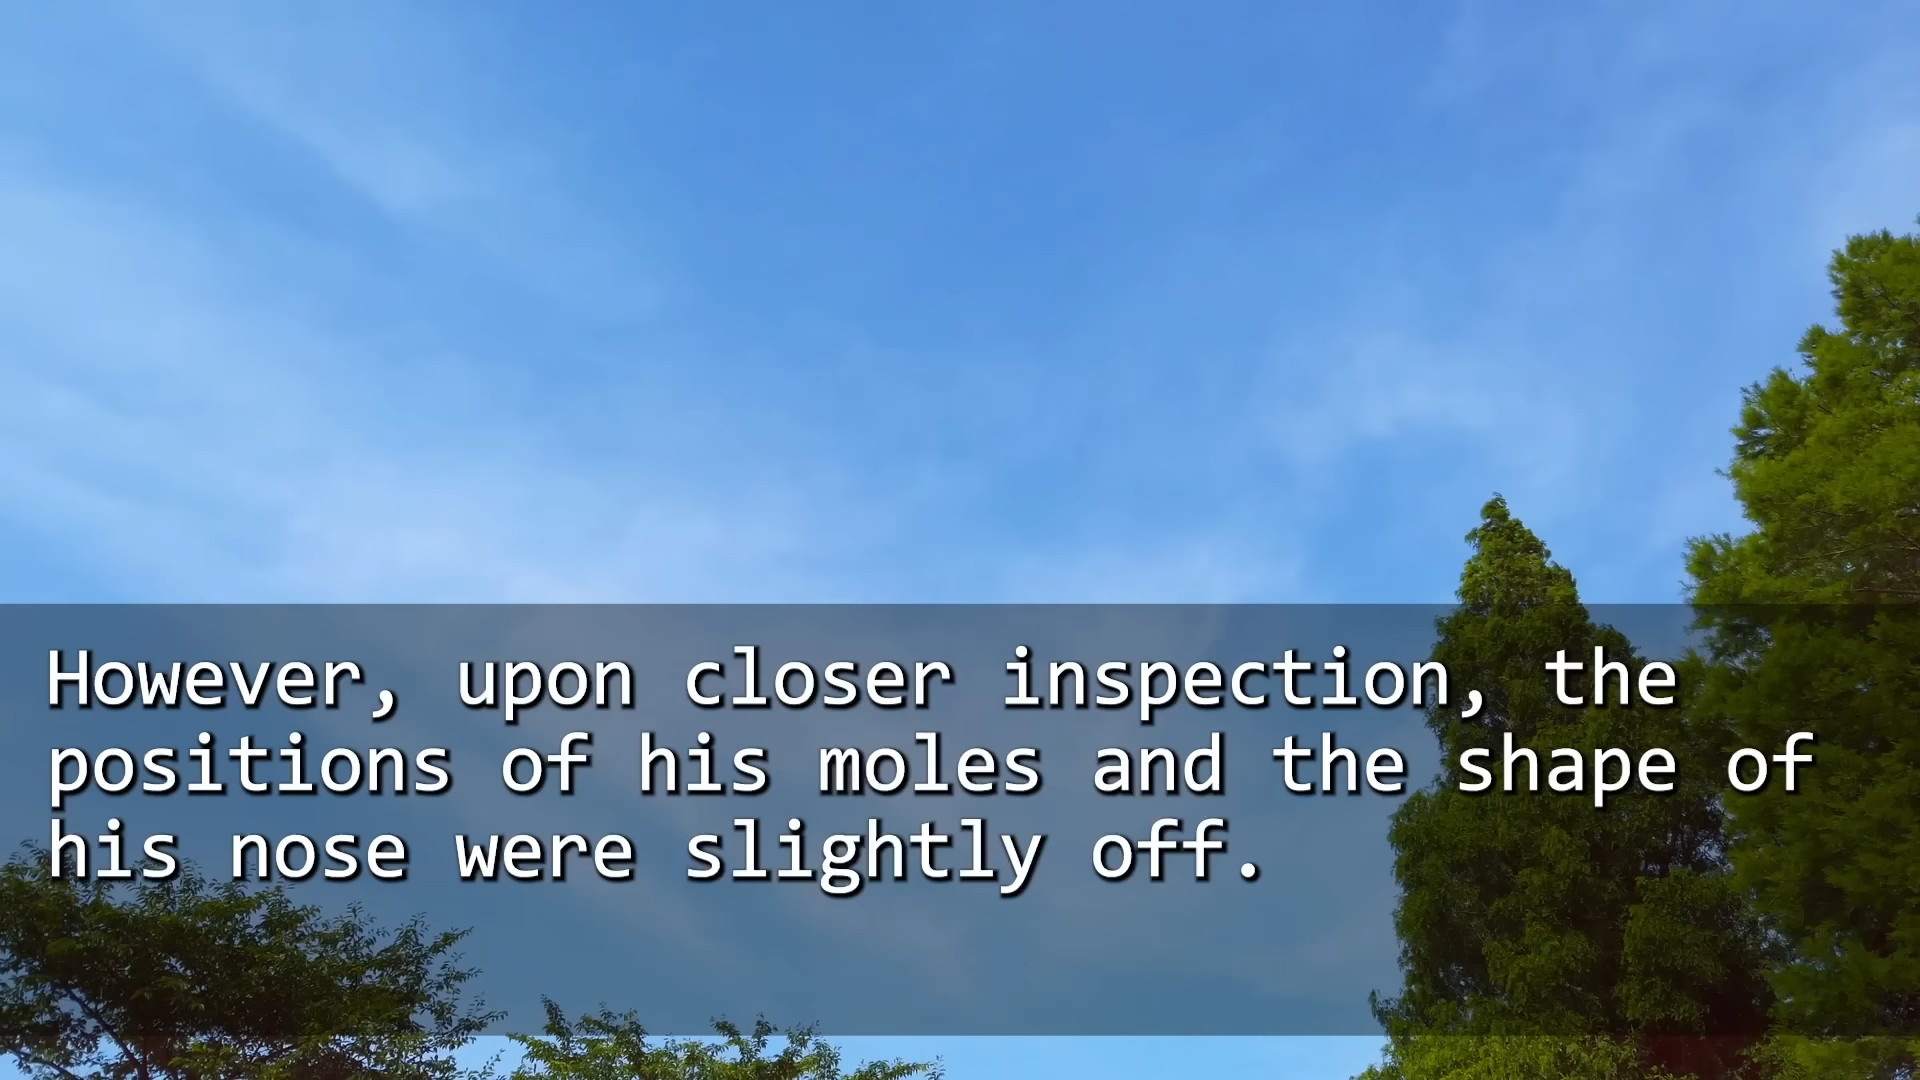 However, upon closer inspection, the
positions of his moles and the shape of
his nose were slightly off.